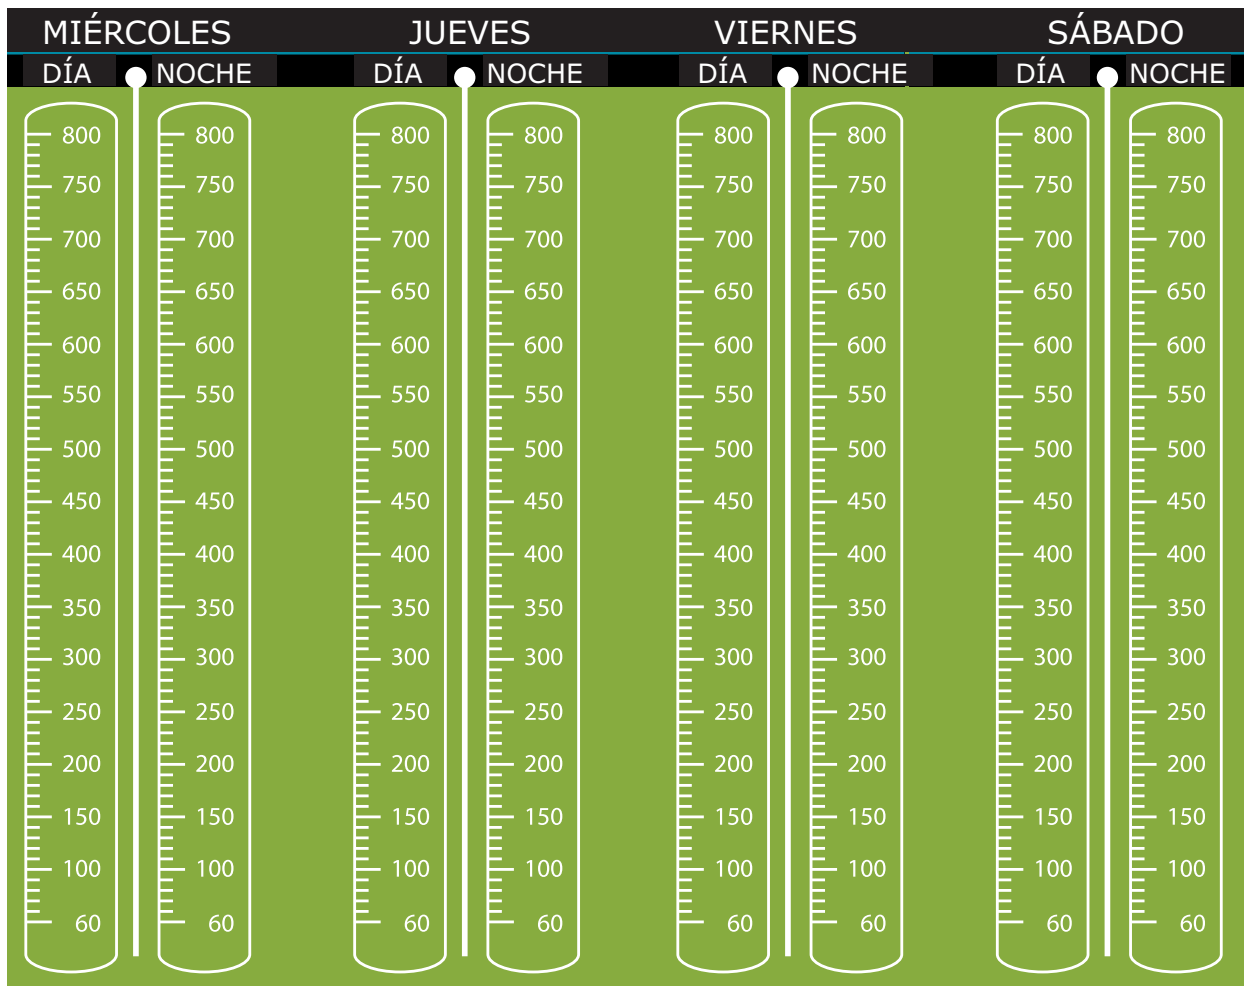 MIÉRCOLES JUEVES VIERNES SÁBADO
DÍA NOCHE DÍA NOCHE DÍA NOCHE DÍA NOCHE
800 800 800 800 800 800 800 800
750 750 750 750 750 750 750 750
700 700 700 700 700 700 700 700
650 650 650 650 650 650 650 650
600 600 600 600 600 600 600 600
550 550 550 550 550 550 550 550
500 500 500 500 500 500 500 500
450 450 450 450 450 450 450 450
400 400 400 400 400 400 400 400
350 350 350 350 350 350 350 350
300 300 300 300 300 300 300 300
250 250 250 250 250 250 250 250
200 200 200 200 200 200 200 200
150 150 150 150 150 150 150 150
100 100 100 100 100 100 100 100
60 60 60 60 60 60 60 60